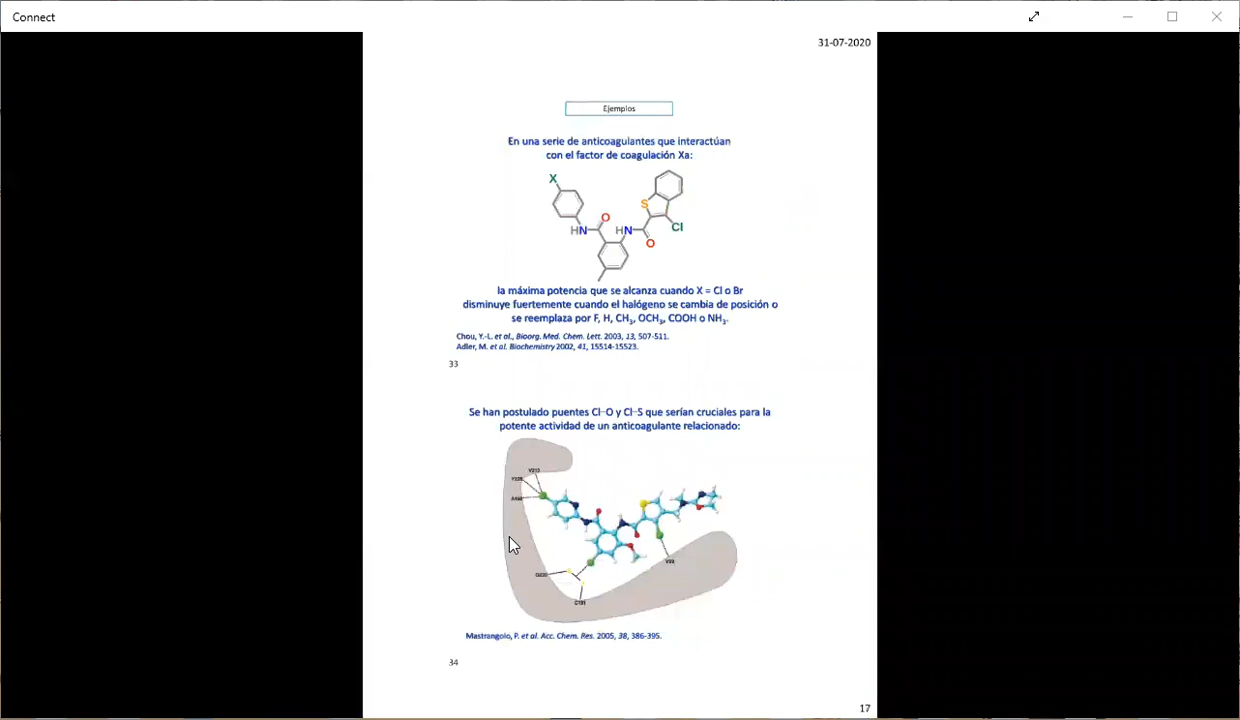 Connect
31-07-2020
Ejemplos
En una serie de anticoagulantes que interactúan
con el factor de coagulación Xa:
X
S
O
HN
HN
Cl
O
la máxima potencia que se alcanza cuando X = Cl o Br
disminuye fuertemente cuando el halógeno se cambia de posición o
se reemplaza por F, H, CH3, OCH3, COOH o NH3.
Chou, Y.-L. et al., Bioorg. Med. Chem. Lett. 2003, 13, 507-511.
Adler, M. et al. Biochemistry 2002, 41, 15514-15523.
33
Se han postulado puentes Cl–O y Cl–S que serían cruciales para la
potente actividad de un anticoagulante relacionado:
V213
C191
Mastrangolo, P. et al. Acc. Chem. Res. 2005, 38, 386-395.
34
17